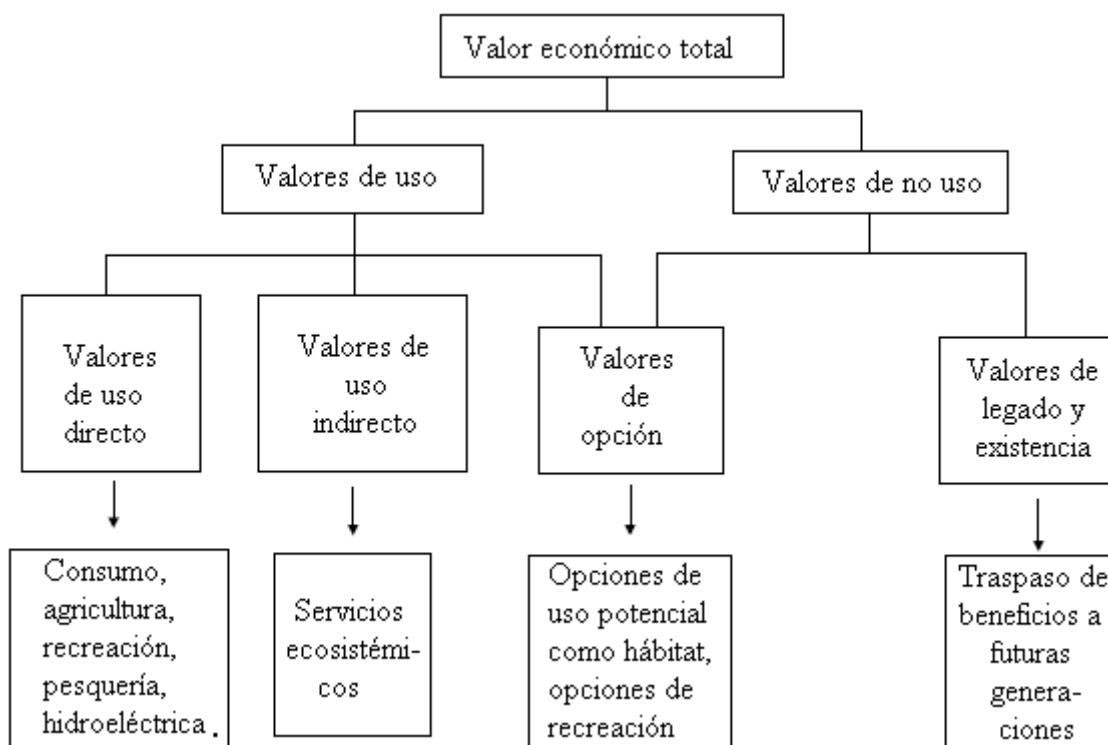 Valor económico total
Valores de uso
Valores de no uso
Valores
de uso
directo
Valores de
uso
indirecto
Valores
de
opción
Valores de
legado y
existencia
Consumo,
agricultura,
recreación,
pesquería,
hidroeléctrica.
Servicios
ecosistémi-
cos
Opciones de
uso potencial
como hábitat,
opciones de
recreación
Traspaso de
beneficios a
futuras
genera-
ciones